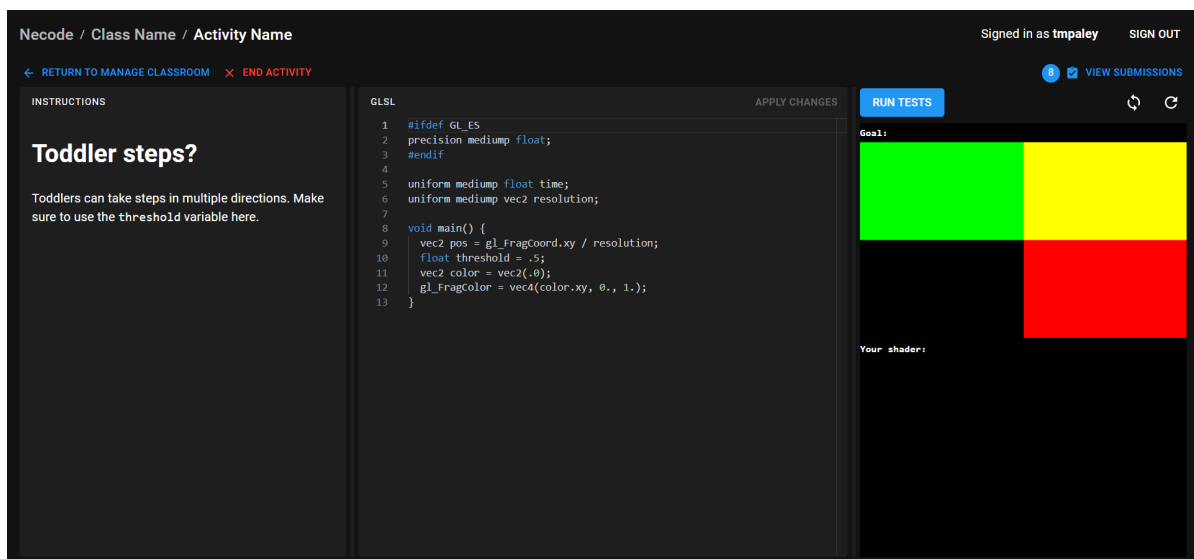 Necode / Class Name / Activity Name
Signed in as tmpaley
SIGN OUT
RETURN TO MANAGE CLASSROOM
END ACTIVITY
8
VIEW SUBMISSIONS
INSTRUCTIONS
Toddler steps?
Toddlers can take steps in multiple directions. Make
sure to use the threshold variable here.
GLSL
APPLY CHANGES
1 #ifdef GL_ES
2 precision mediump float;
3 #endif
4
5 uniform mediump float time;
6 uniform mediump vec2 resolution;
7
8 void main() {
9   vec2 pos = gl_FragCoord.xy / resolution;
10   float threshold = .5;
11   vec2 color = vec2(.0);
12   gl_FragColor = vec4(color.xy, 0., 1.);
13 }
RUN TESTS
Goal:
Your shader: